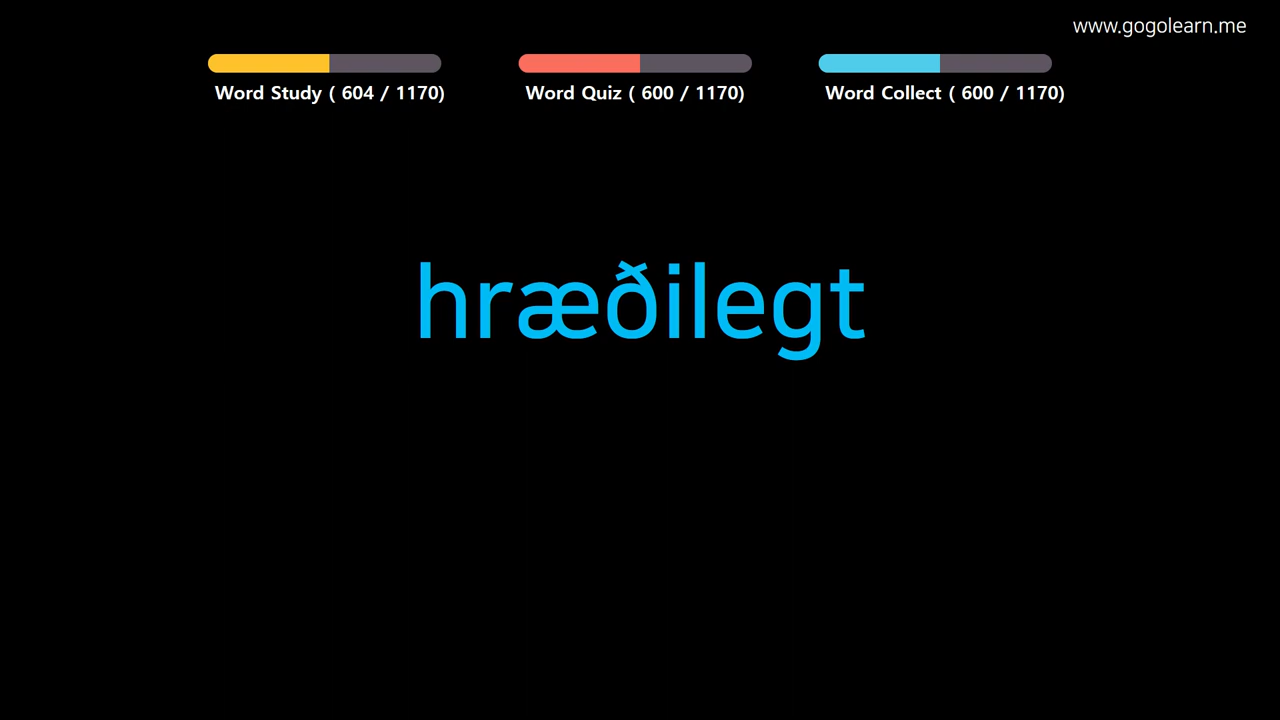 www.gogolearn.me
Word Study ( 604 / 1170)
Word Quiz ( 600 / 1170)
Word Collect ( 600 / 1170)
hræðilegt